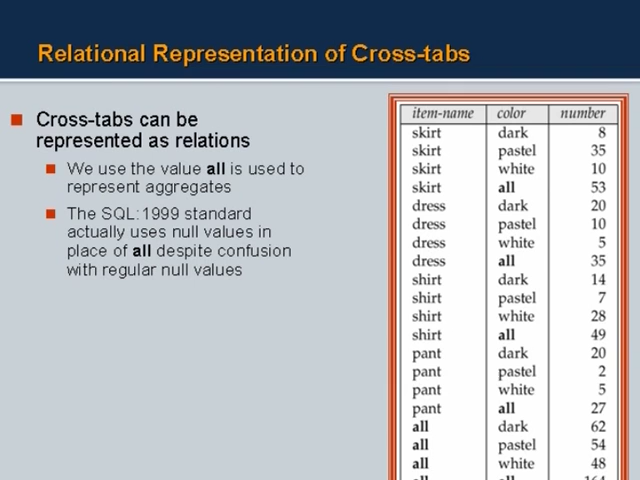 Relational Representation of Cross-tabs
Cross-tabs can be
represented as relations
We use the value all is used to
represent aggregates
The SQL:1999 standard
actually uses null values in
place of all despite confusion
with regular null values
item-name color number
skirt dark 8
skirt pastel 35
skirt white 10
skirt all 53
dress dark 20
dress pastel 10
dress white 5
dress all 35
shirt dark 14
shirt pastel 7
shirt white 28
shirt all 49
pant dark 20
pant pastel 2
pant white 5
pant all 27
all dark 62
all pastel 54
all white 48
all all 164